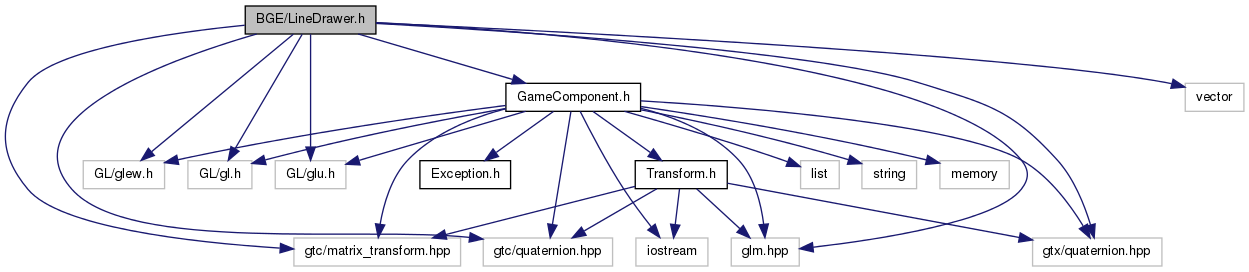 BGE/LineDrawer.h
GameComponent.h
vector
GL/glew.h
GL/gl.h
GL/glu.h
Exception.h
Transform.h
list
string
memory
gtc/matrix_transform.hpp
gtc/quaternion.hpp
iostream
glm.hpp
gtx/quaternion.hpp